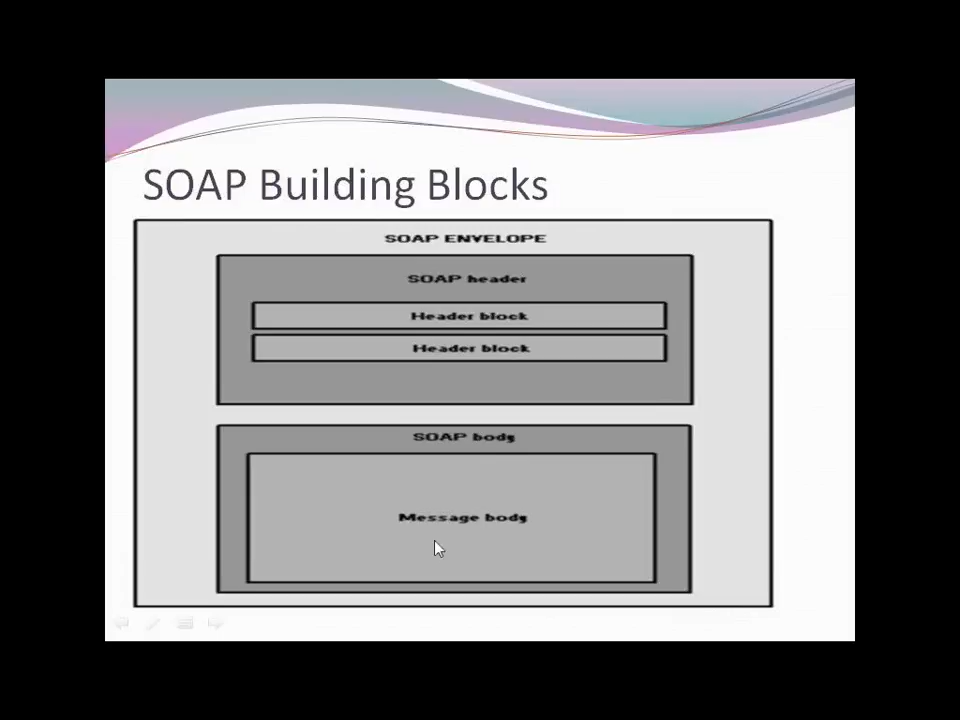 SOAP Building Blocks
SOAP ENVELOPE
SOAP header
Header block
Header block
SOAP body
Message body